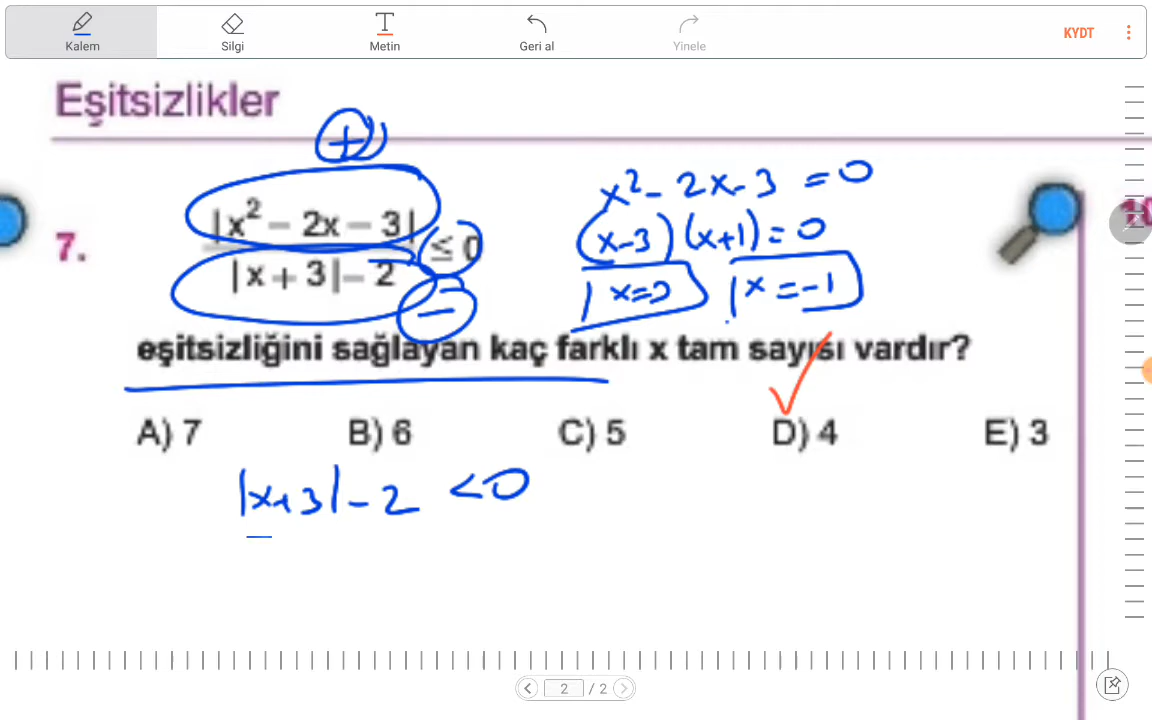 Kalem Silgi Metin Geri al Yinele KYDT
Eşitsizlikler
+
7. |x² – 2x – 3| / |x + 3| – 2 ≤ 0
–
x² - 2x - 3 = 0
(x-3) (x+1) = 0
x=3 x = -1
eşitsizliğini sağlayan kaç farklı x tam sayısı vardır?
A) 7 B) 6 C) 5 D) 4 E) 3
|x+3| - 2 < 0
2 / 2